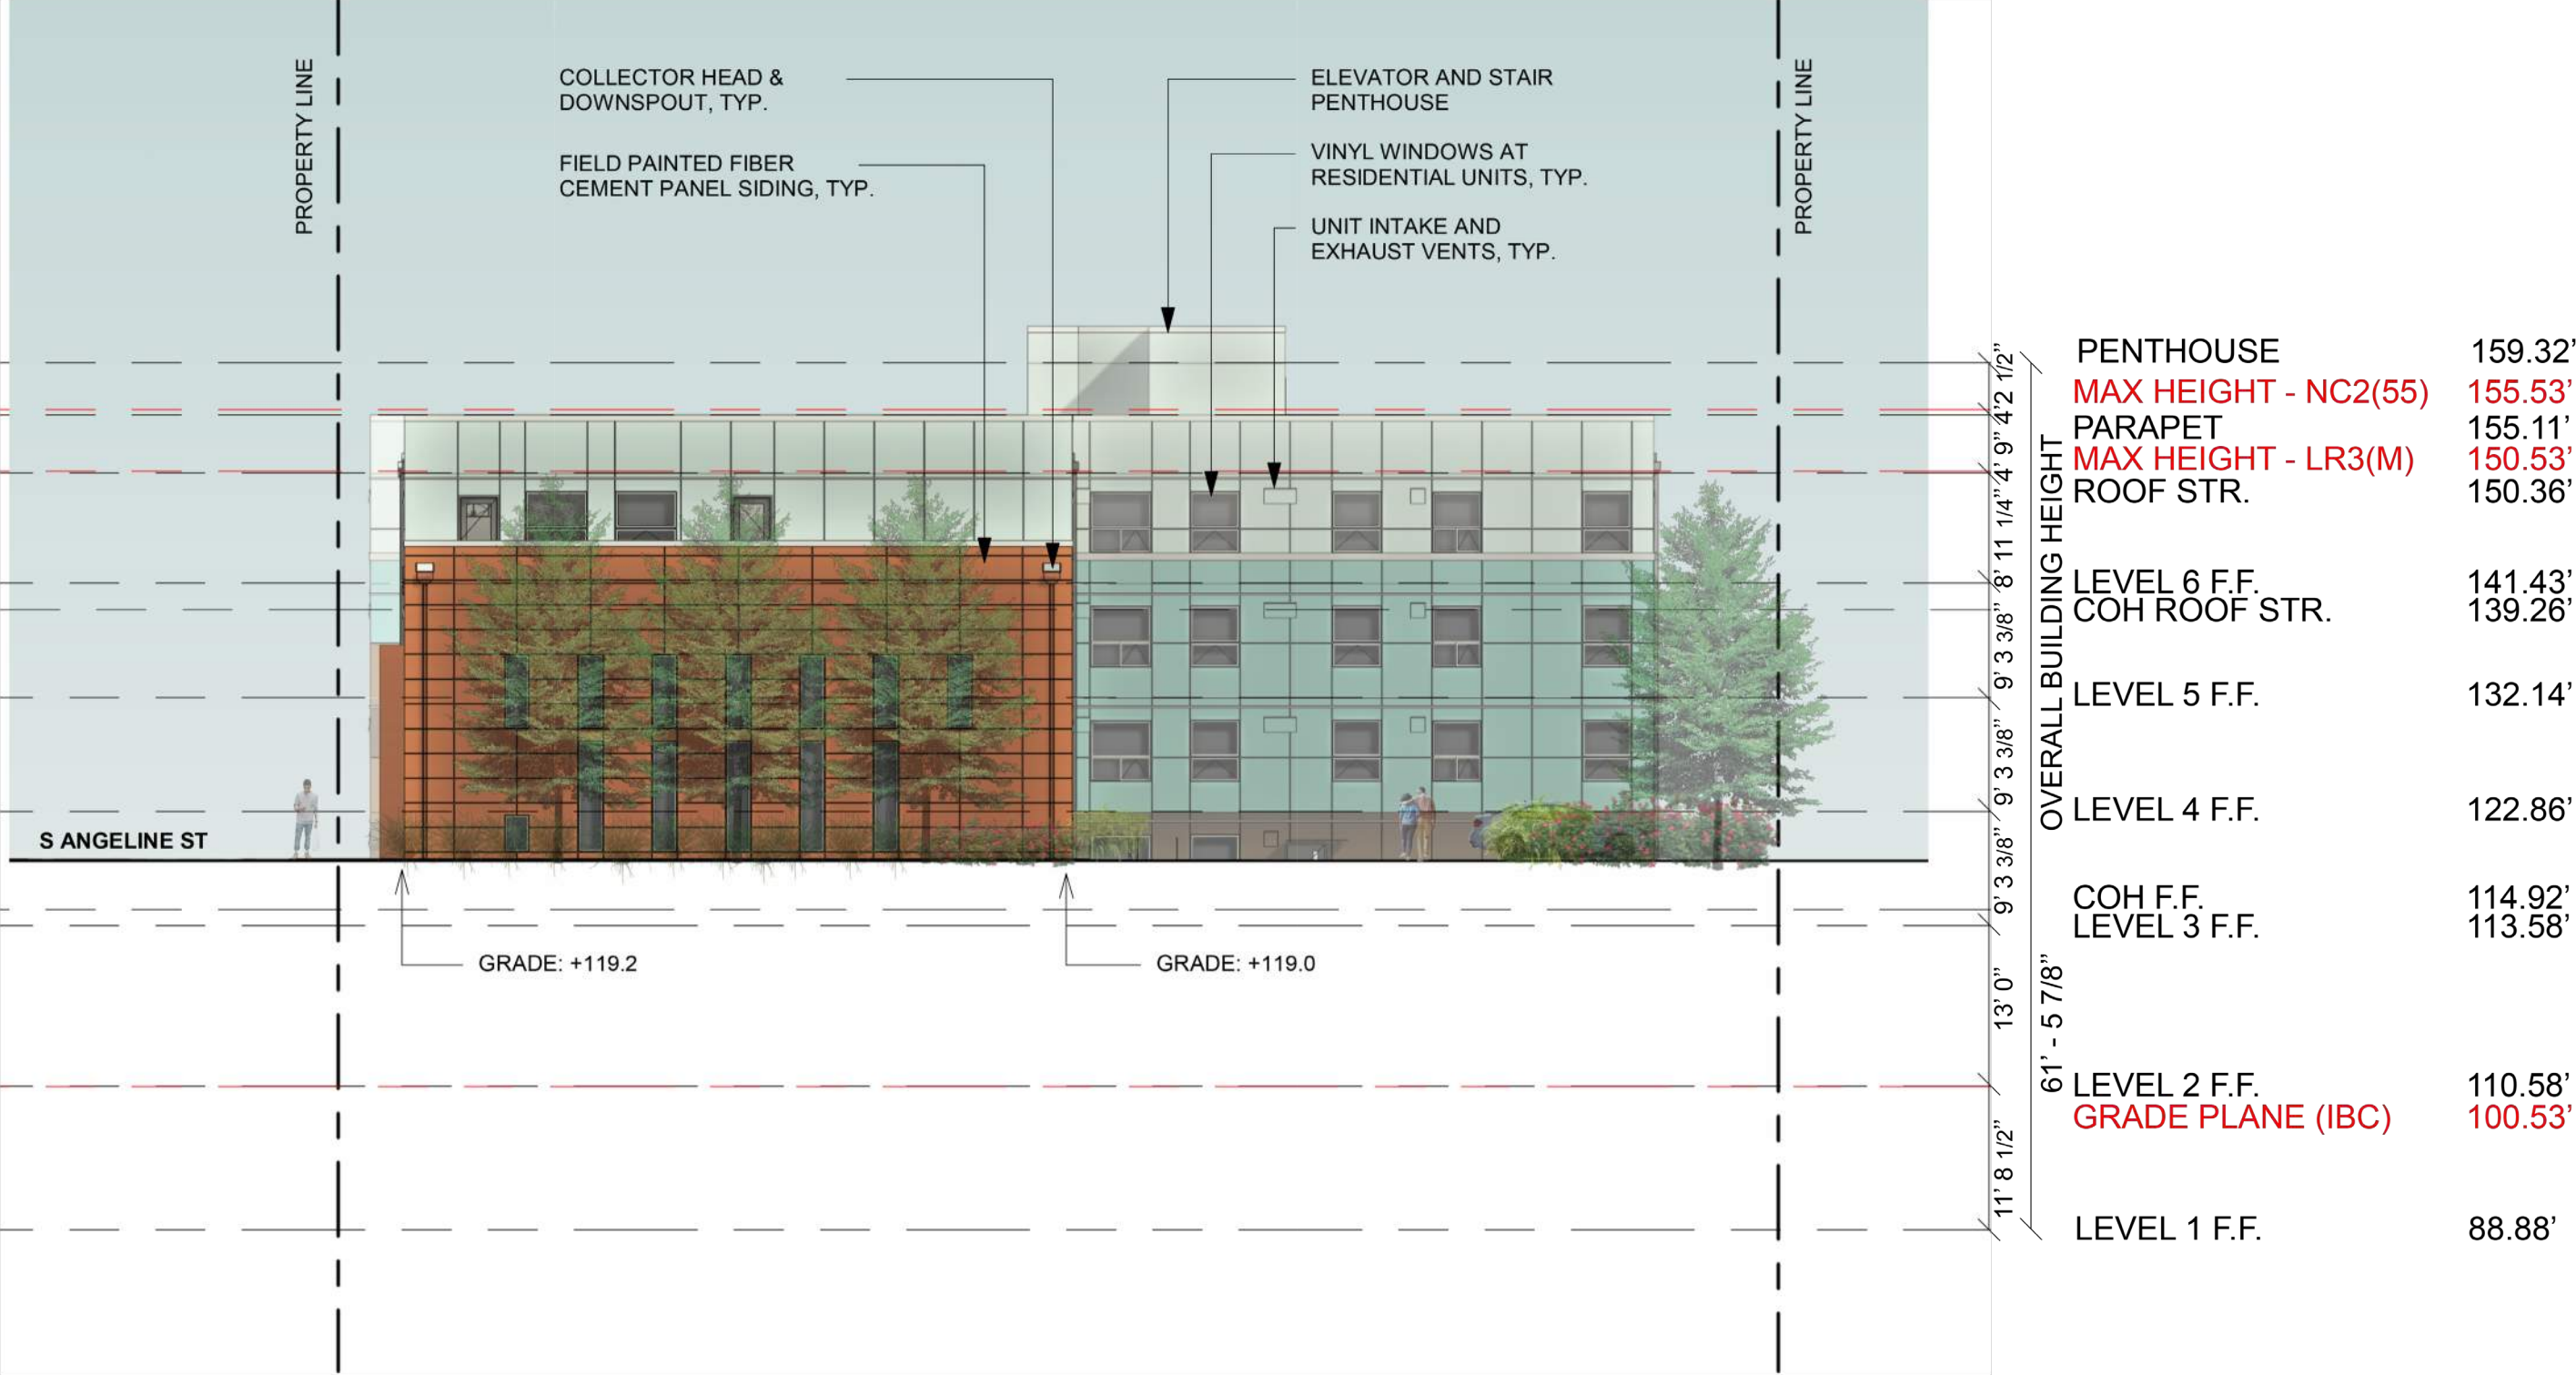 PROPERTY LINE
COLLECTOR HEAD &
DOWNSPOUT, TYP.
FIELD PAINTED FIBER
CEMENT PANEL SIDING, TYP.
ELEVATOR AND STAIR
PENTHOUSE
VINYL WINDOWS AT
RESIDENTIAL UNITS, TYP.
UNIT INTAKE AND
EXHAUST VENTS, TYP.
PROPERTY LINE
S ANGELINE ST
GRADE: +119.2
GRADE: +119.0
4'2 1/2"
4' 9"
8' 11 1/4"
9' 3 3/8"
9' 3 3/8"
9' 3 3/8"
13' 0"
11' 8 1/2"
OVERALL BUILDING HEIGHT
61' - 5 7/8"
PENTHOUSE 159.32'
MAX HEIGHT - NC2(55) 155.53'
PARAPET 155.11'
MAX HEIGHT - LR3(M) 150.53'
ROOF STR. 150.36'
LEVEL 6 F.F. 141.43'
COH ROOF STR. 139.26'
LEVEL 5 F.F. 132.14'
LEVEL 4 F.F. 122.86'
COH F.F. 114.92'
LEVEL 3 F.F. 113.58'
LEVEL 2 F.F. 110.58'
GRADE PLANE (IBC) 100.53'
LEVEL 1 F.F. 88.88'